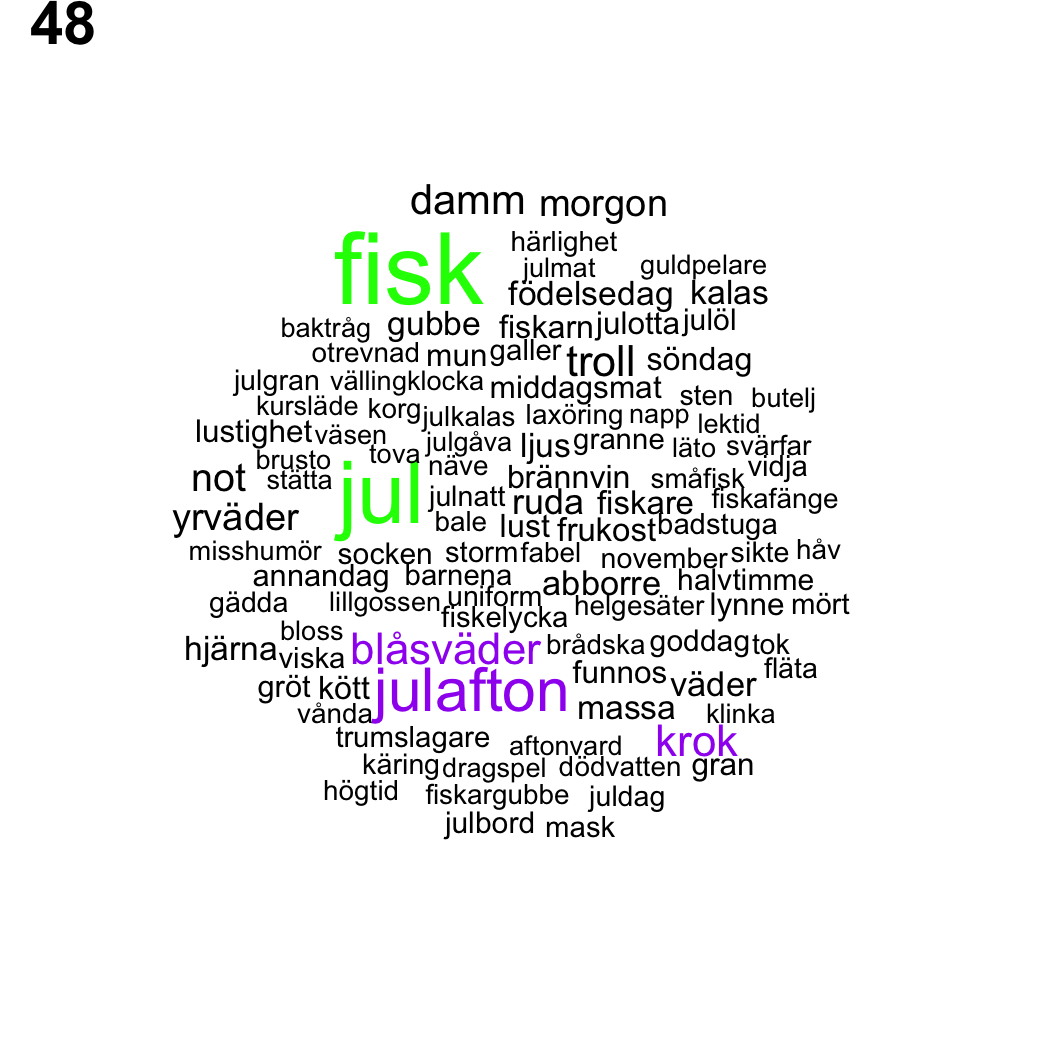 48
damm morgon
fisk härlighet
julmat guldpelare
födelsedag kalas
baktråg gubbe fiskarn julotta julöl
otrevnad mun galler troll söndag
julgran vällingklocka middagsmat sten butelj
kursläde korg julkalas laxöring napp lektid
lustighet väsen julgåva ljus granne läto svärfar
brusto tova näve brännvin småfisk vidja
not stätta jul julnatt ruda fiskare fiskafänge
yrväder bale lust frukost badstuga
misshumör socken storm fabel november sikte håv
annandag barnena abborre halvtimme
gädda lillgossen uniform helgesäter lynne mört
fiskelycka
bloss
hjärna viska blåsväder brådska goddag tok
gröt kött julafton funnos väder fläta
vånda massa klinka
trumslagare aftonvard krok
käring dragspel dödvatten gran
högtid fiskargubbe juldag
julbord mask